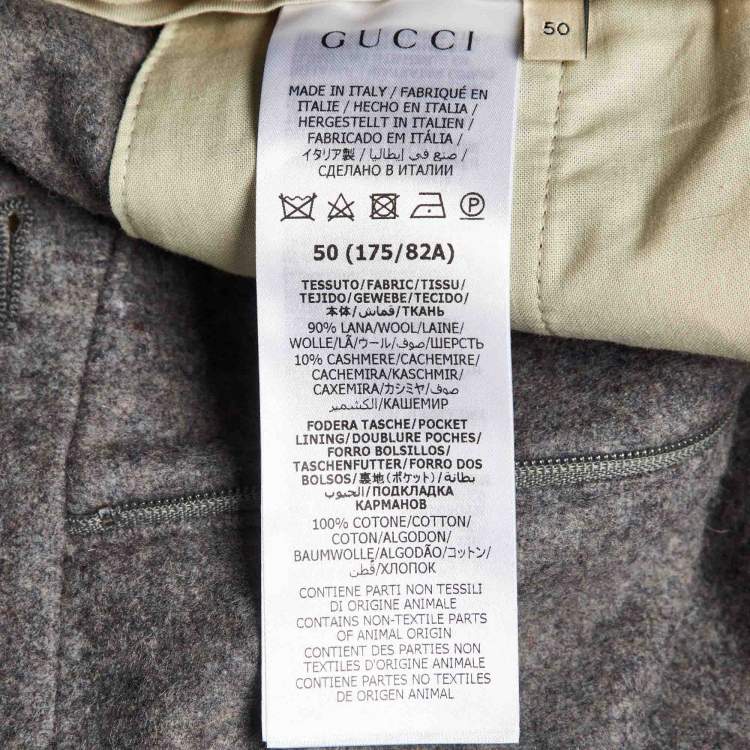 GUCCI
50
MADE IN ITALY / FABRIQUÉ EN
ITALIE / HECHO EN ITALIA /
HERGESTELLT IN ITALIEN /
FABRICADO EM ITÁLIA /
イタリア製 / صنع في إيطاليا /
СДЕЛАНО В ИТАЛИИ
P
50 (175/82A)
TESSUTO/FABRIC/TISSU/
TEJIDO/GEWEBE/TECIDO/
本体/قماش/ТКАНЬ
90% LANA/WOOL/LAINE/
WOLLE/LÃ/ウール/صوف/ШЕРСТЬ
10% CASHMERE/CACHEMIRE/
CACHEMIRA/KASCHMIR/
CAXEMIRA/カシミヤ/صوف
الكشمير/КАШЕМИР
FODERA TASCHE/POCKET
LINING/DOUBLURE POCHES/
FORRO BOLSILLOS/
TASCHENFUTTER/FORRO DOS
BOLSOS/裏地(ポケット)/بطانة
الجيوب/ПОДКЛАДКА
КАРМАНОВ
100% COTONE/COTTON/
COTON/ALGODON/
BAUMWOLLE/ALGODÃO/コットン/
قطن/ХЛОПОК
CONTIENE PARTI NON TESSILI
DI ORIGINE ANIMALE
CONTAINS NON-TEXTILE PARTS
OF ANIMAL ORIGIN
CONTIENT DES PARTIES NON
TEXTILES D'ORIGINE ANIMALE
CONTIENE PARTES NO TEXTILES
DE ORIGEN ANIMAL